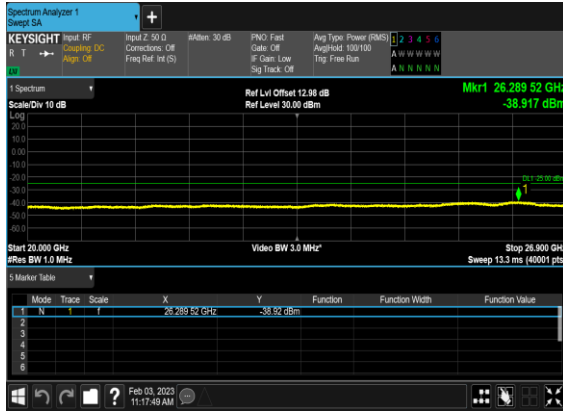 Spectrum Analyzer 1
Swept SA
+
KEYSIGHT Input: RF Input Z: 50 Ω #Atten: 30 dB PNO: Fast Avg Type: Power (RMS) 1 2 3 4 5 6
R T Coupling: DC Corrections: Off Gate: Off Avg|Hold: 100/100 A W W W W W
Align: Off Freq Ref: Int (S) IF Gain: Low Trig: Free Run
LU Sig Track: Off A N N N N N
1 Spectrum Ref Lvl Offset 12.98 dB Mkr1 26.289 52 GHz
Scale/Div 10 dB Ref Level 30.00 dBm -38.917 dBm
Log
20.0
10.0
0.00
-10.0
-20.0 DL1 -25.00 dBm
-30.0 1
-40.0
-50.0
-60.0
Start 20.000 GHz Video BW 3.0 MHz* Stop 26.900 GHz
#Res BW 1.0 MHz Sweep 13.3 ms (40001 pts)
5 Marker Table
Mode Trace Scale X Y Function Function Width Function Value
1 N 1 f 26.289 52 GHz -38.92 dBm
2
3
4
5
6
? Feb 03, 2023
11:17:49 AM